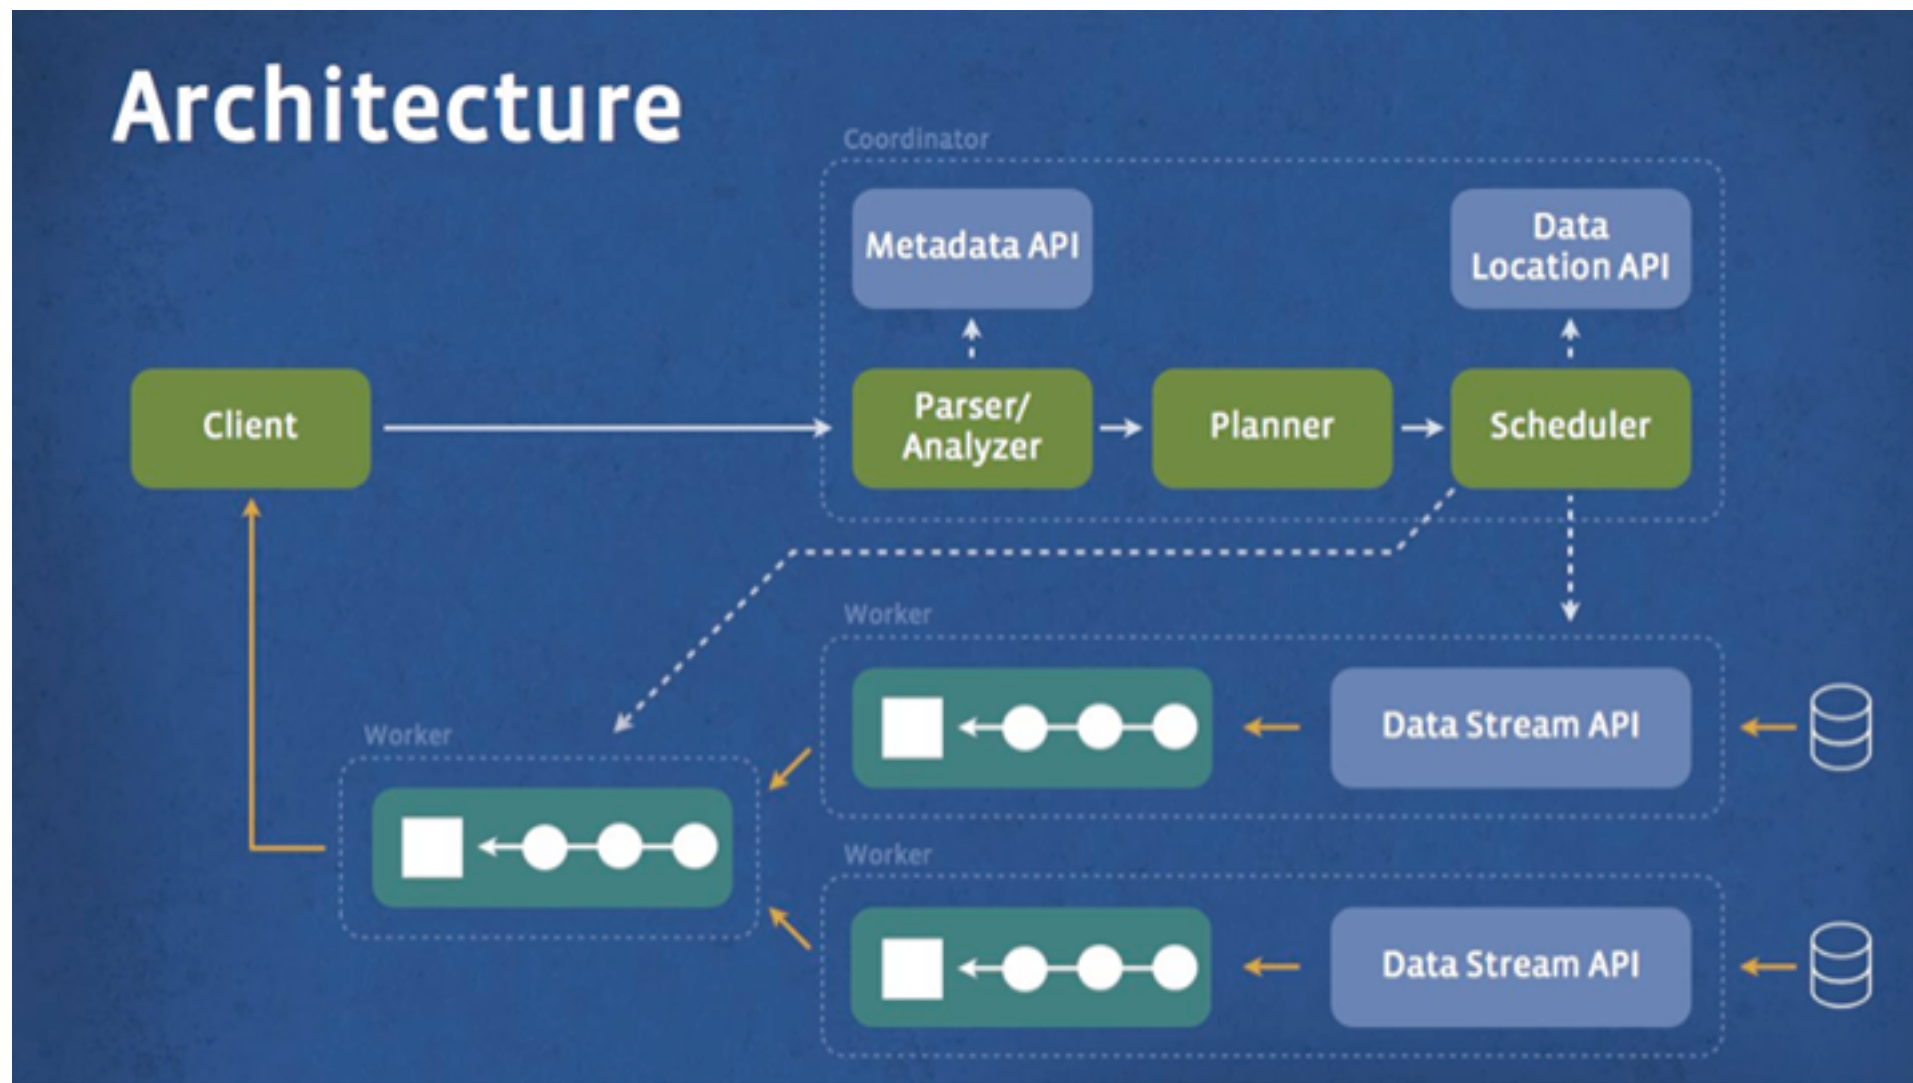 Architecture
Coordinator
Metadata API
Data
Location API
Client
Parser/
Analyzer
Planner
Scheduler
Worker
Data Stream API
Worker
Worker
Data Stream API